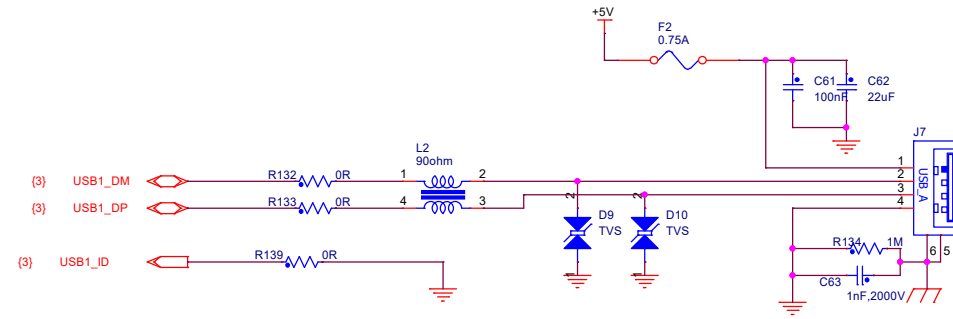 +5V
F2
0.75A
C61
100nF
C62
22uF
J7
L2
90ohm
1
{3} USB1_DM R132 0R 1 2 2
{3} USB1_DP R133 0R 4 3 3
4
USB_A
2 D9
TVS
1
2 D10
TVS
1
{3} USB1_ID R139 0R
R134 1M
C63
1nF,2000V
6 5